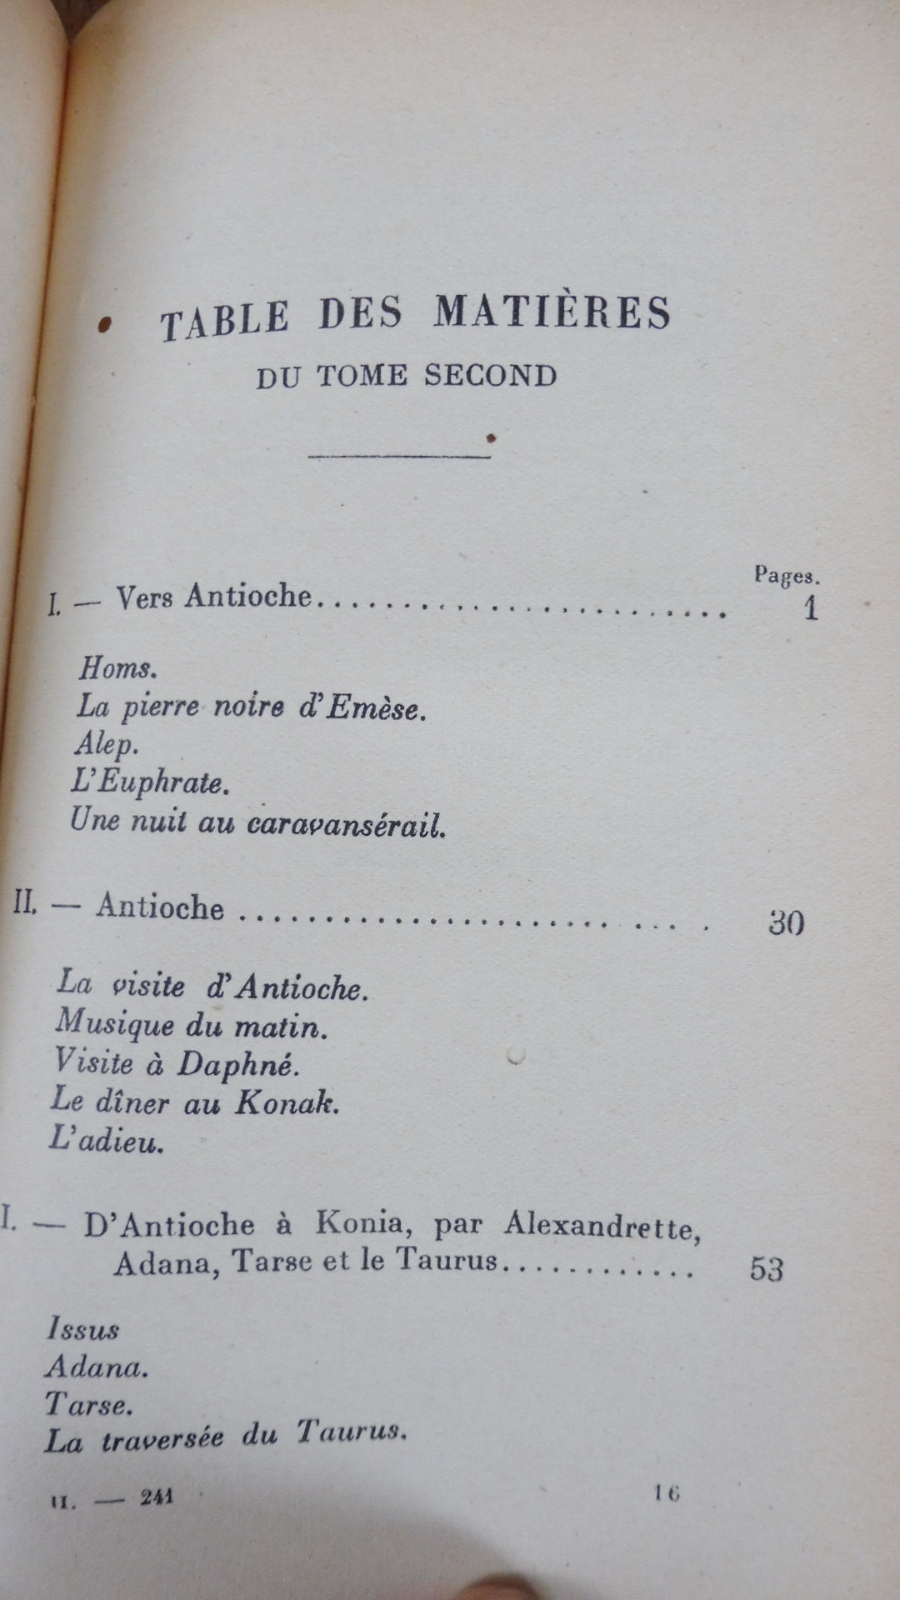 TABLE DES MATIÈRES
DU TOME SECOND
Pages.
I. — Vers Antioche.......................... 1
Homs.
La pierre noire d'Emèse.
Alep.
L'Euphrate.
Une nuit au caravansérail.
II. — Antioche ........................... 30
La visite d'Antioche.
Musique du matin.
Visite à Daphné.
Le dîner au Konak.
L'adieu.
I. — D'Antioche à Konia, par Alexandrette,
Adana, Tarse et le Taurus............ 53
Issus
Adana.
Tarse.
La traversée du Taurus.
II. — 241 16